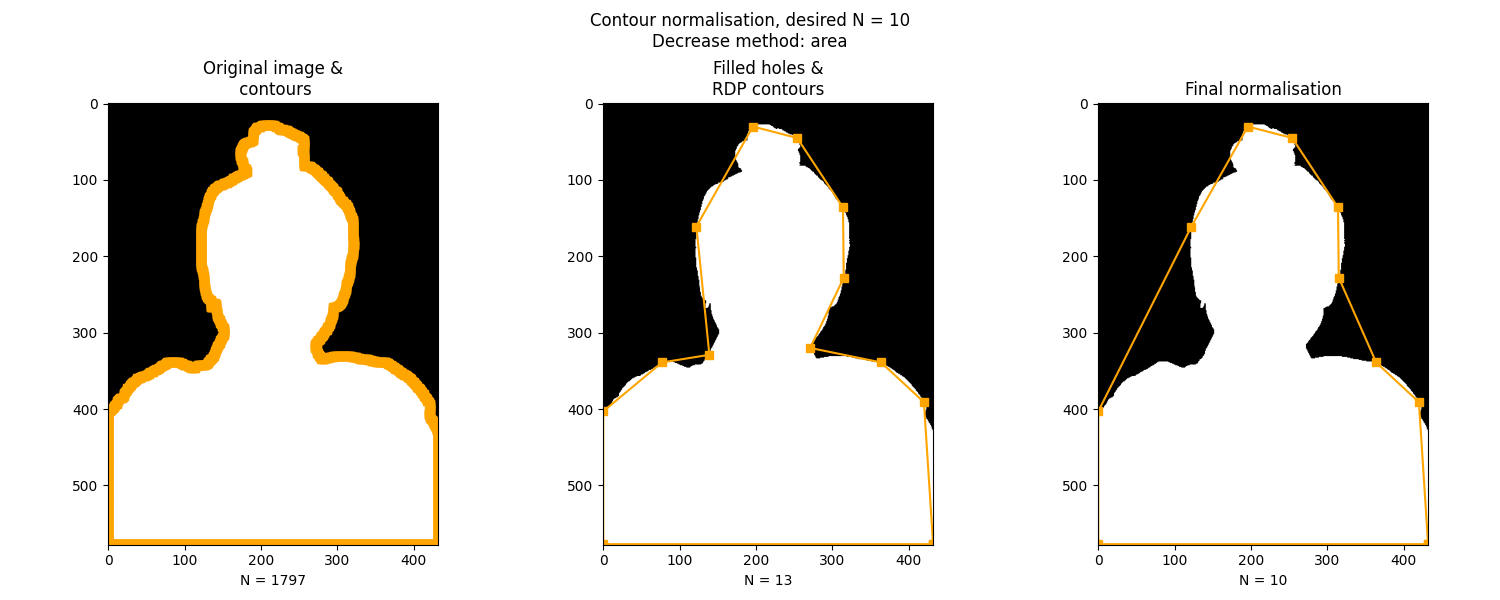 Contour normalisation, desired N = 10
Decrease method: area
Original image &
contours
0
100
200
300
400
500
0 100 200 300 400
N = 1797
Filled holes &
RDP contours
0
100
200
300
400
500
0 100 200 300 400
N = 13
Final normalisation
0
100
200
300
400
500
0 100 200 300 400
N = 10